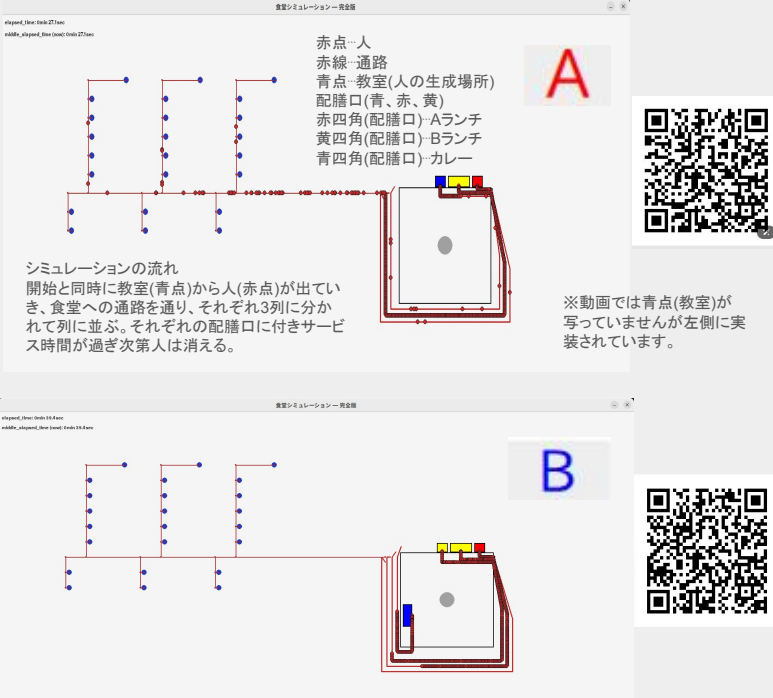 食堂シミュレーション — 完全版
elapsed_time: 0min 27.1sec
middle_elapsed_time (now): 0min 27.1sec
赤点…人
赤線…通路
青点…教室(人の生成場所)
配膳口(青、赤、黄)
赤四角(配膳口)…Aランチ
黄四角(配膳口)…Bランチ
青四角(配膳口)…カレー
A
シミュレーションの流れ
開始と同時に教室(青点)から人(赤点)が出てい
き、食堂への通路を通り、それぞれ3列に分か
れて列に並ぶ。それぞれの配膳口に付きサービ
ス時間が過ぎ次第人は消える。
※動画では青点(教室)が
写っていませんが左側に実
装されています。
食堂シミュレーション — 完全版
elapsed_time: 0min 39.4sec
middle_elapsed_time (now): 0min 39.4sec
B